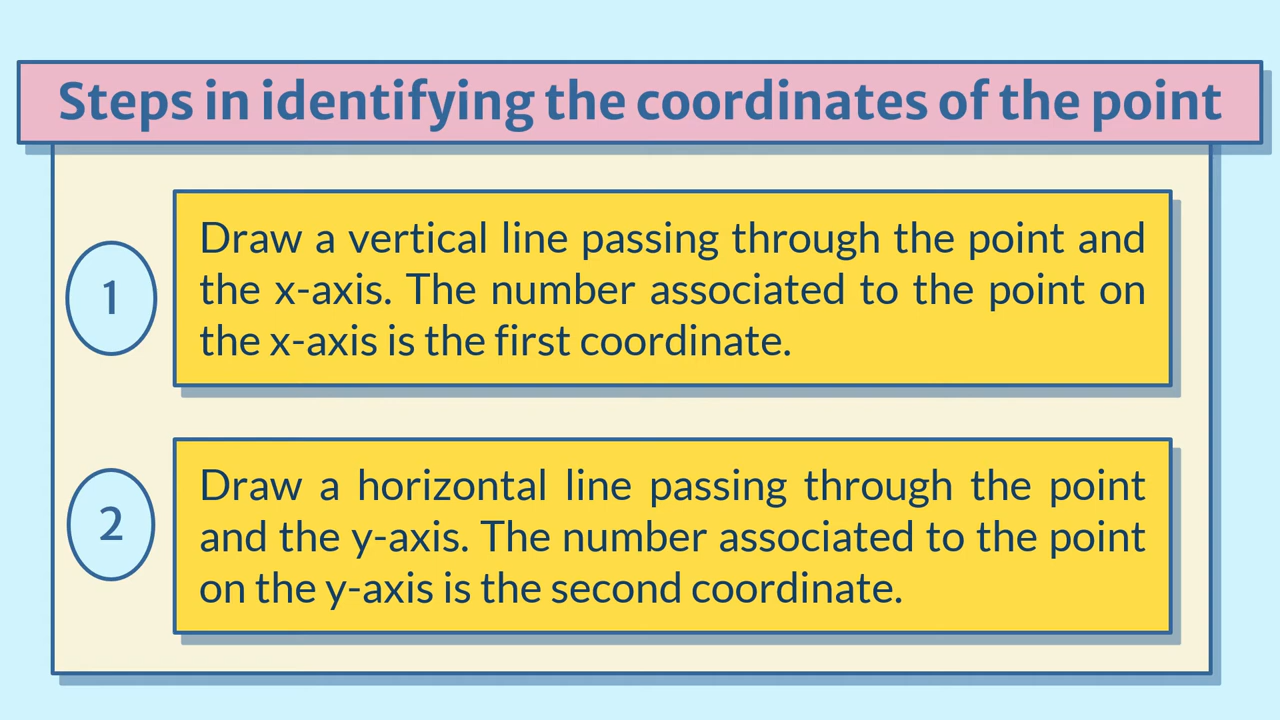 Steps in identifying the coordinates of the point
1
Draw a vertical line passing through the point and
the x-axis. The number associated to the point on
the x-axis is the first coordinate.
2
Draw a horizontal line passing through the point
and the y-axis. The number associated to the point
on the y-axis is the second coordinate.